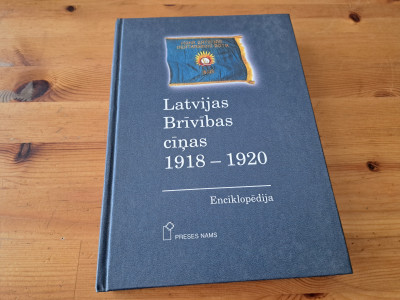 Latvijas
Brīvības
cīņas
1918 – 1920
Enciklopēdija
PRESES NAMS